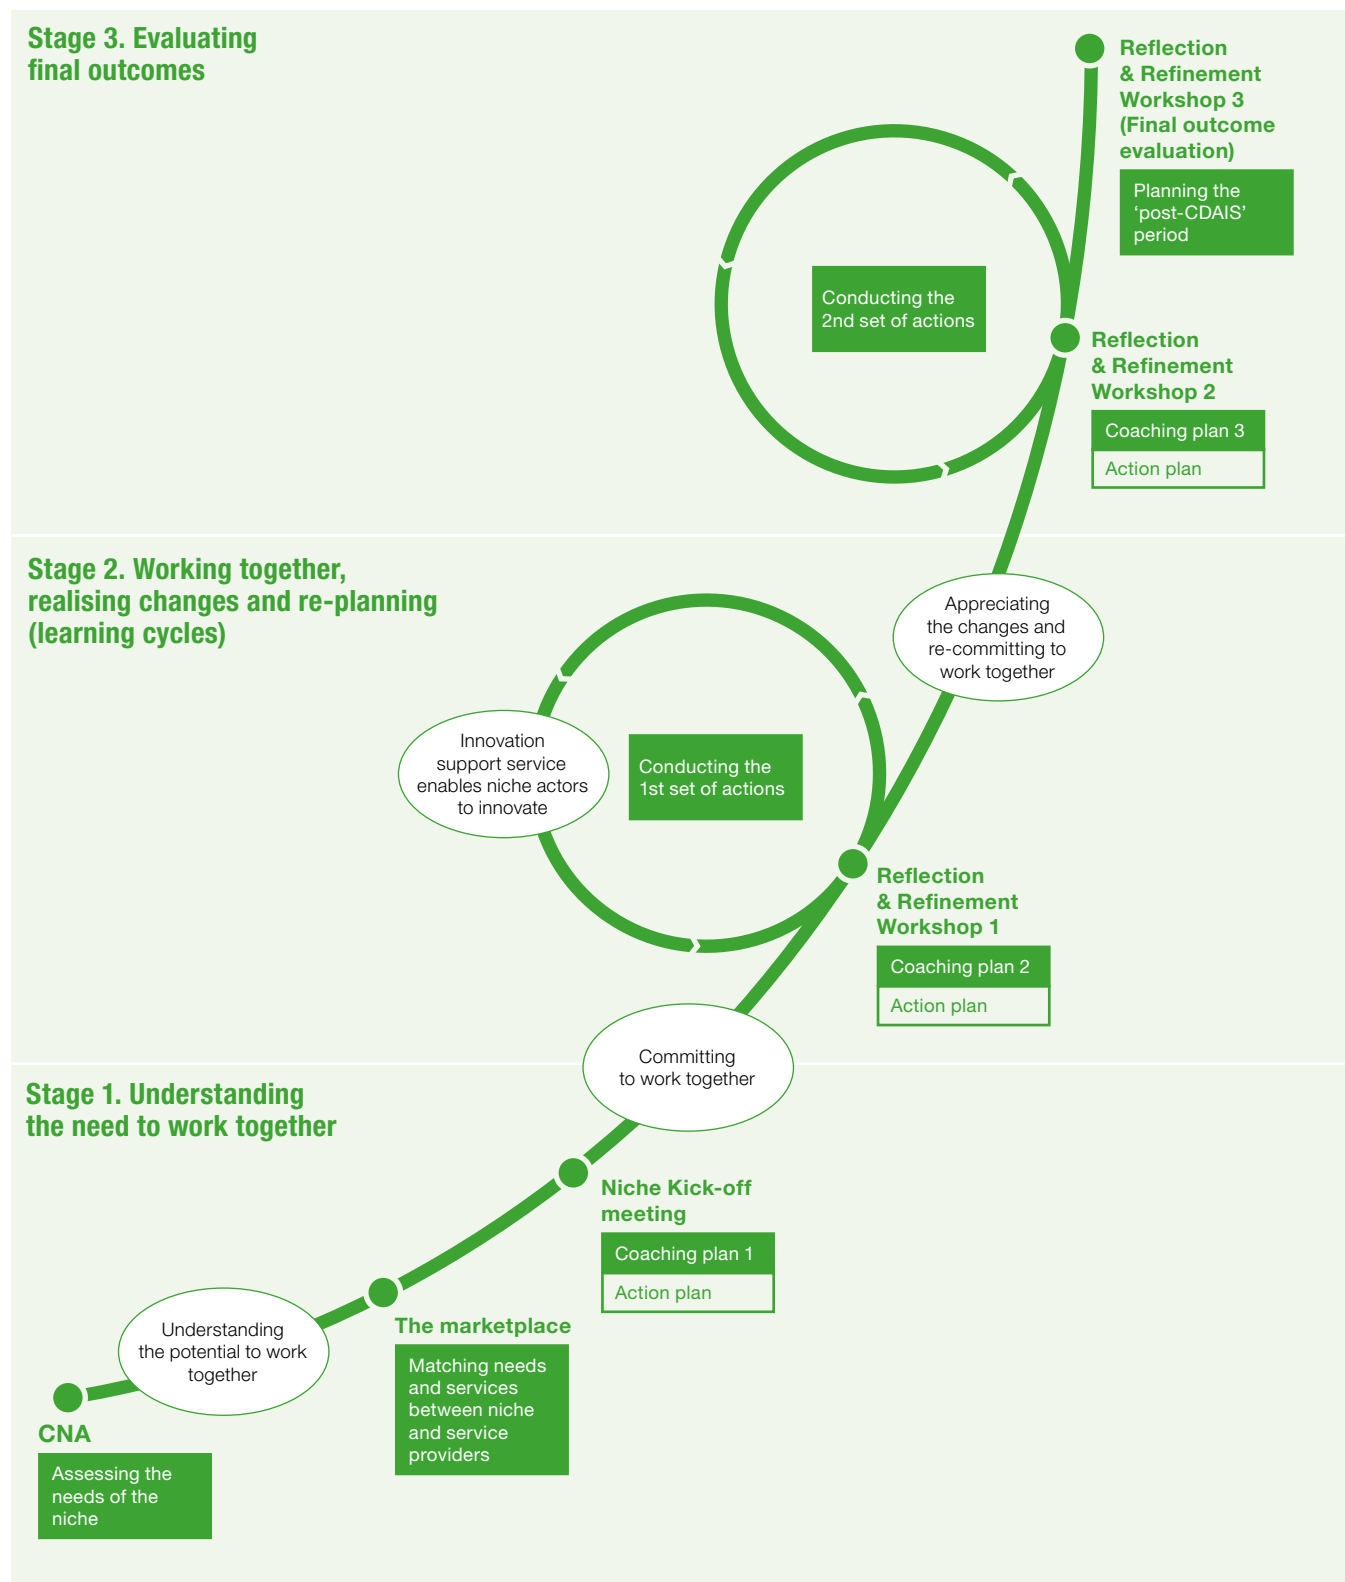 Stage 3. Evaluating
final outcomes
Reflection
& Refinement
Workshop 3
(Final outcome
evaluation)
Planning the
‘post-CDAIS’
period
Conducting the
2nd set of actions
Reflection
& Refinement
Workshop 2
Coaching plan 3
Action plan
Stage 2. Working together,
realising changes and re-planning
(learning cycles)
Appreciating
the changes and
re-committing to
work together
Innovation
support service
enables niche actors
to innovate
Conducting the
1st set of actions
Reflection
& Refinement
Workshop 1
Coaching plan 2
Action plan
Committing
to work together
Stage 1. Understanding
the need to work together
Niche Kick-off
meeting
Coaching plan 1
Action plan
Understanding
the potential to work
together
The marketplace
Matching needs
and services
between niche
and service
providers
CNA
Assessing the
needs of the
niche